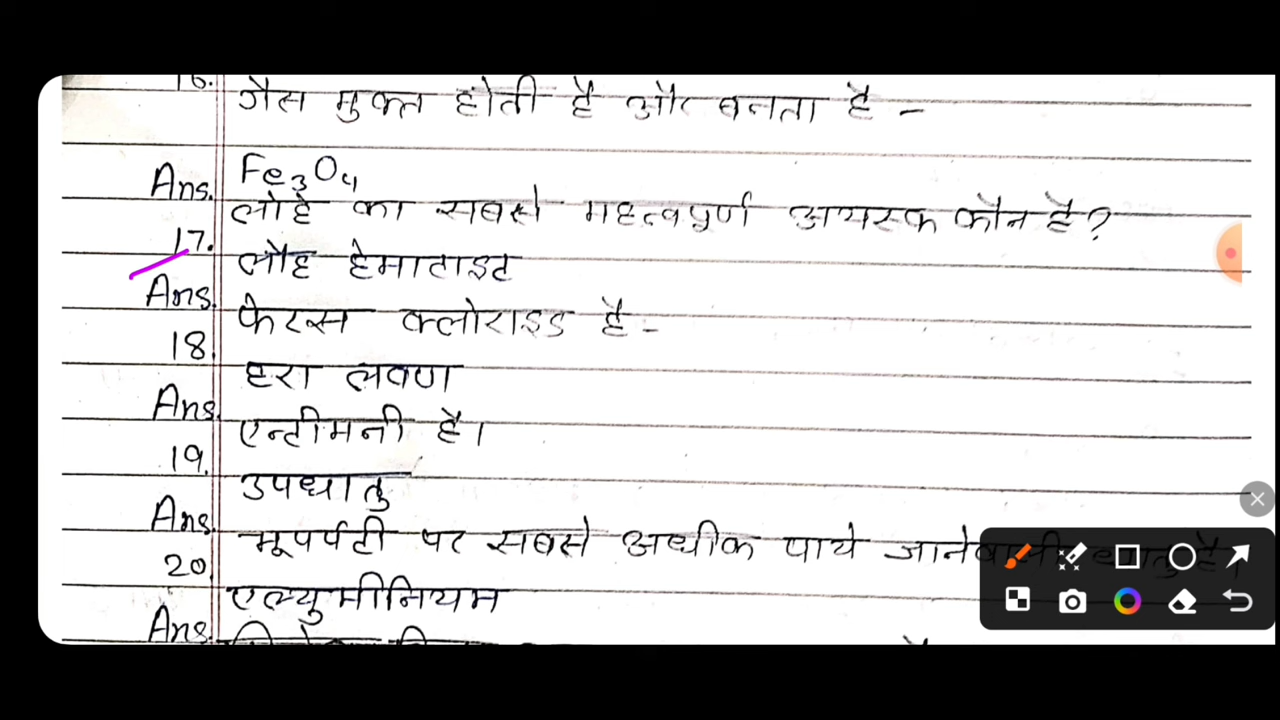 16. गैस मुक्त होती है और बनता है -
Ans. Fe₃O₄
17. लोहे का सबसे महत्वपूर्ण अयस्क कौन है?
Ans. लौह हेमाटाइट
18. फेरस क्लोराइड है -
Ans. हरा लवण
19. एन्टीमनी है।
Ans. उपधातु
20. भूपर्पटी पर सबसे अधीक पाये जानेवाली धातु है।
Ans. एल्युमीनियम